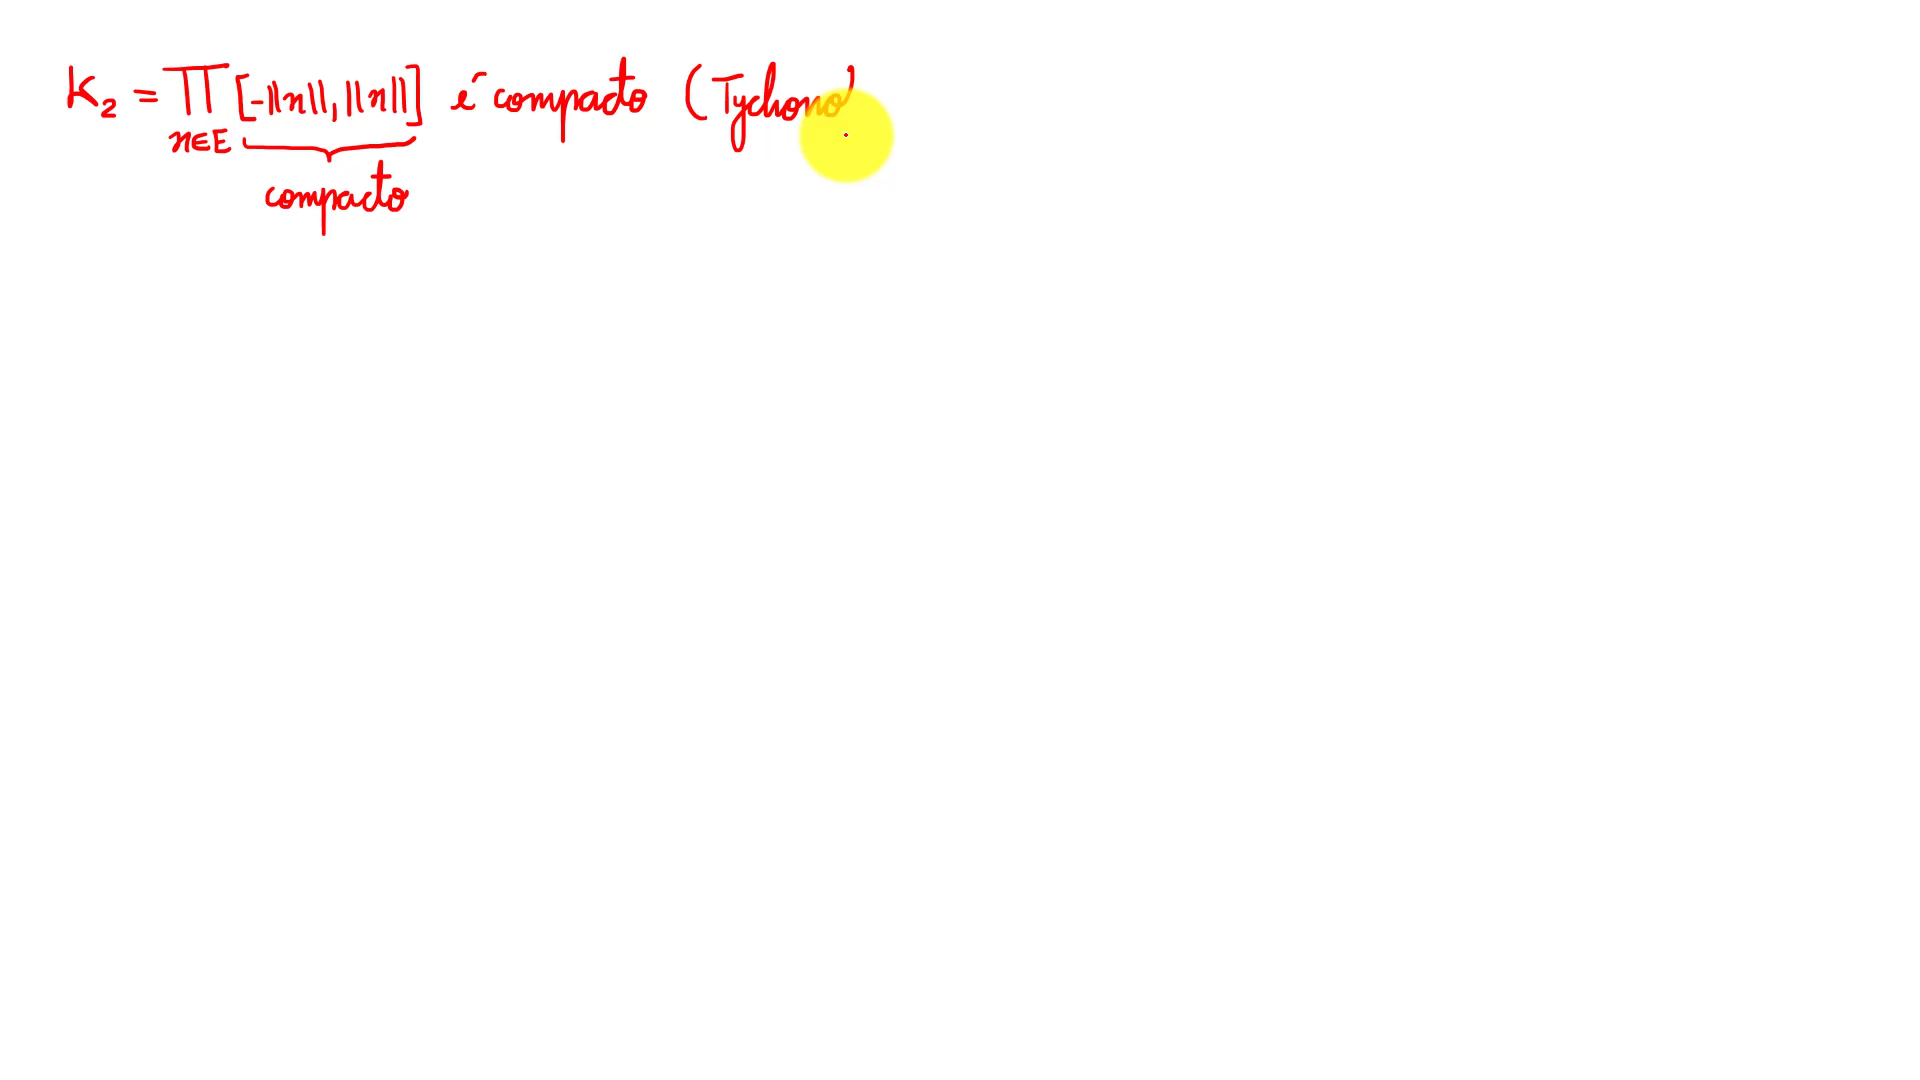 K₂ = ∏ [-||x||, ||x||] é compacto (Tychono
x∈E
compacto